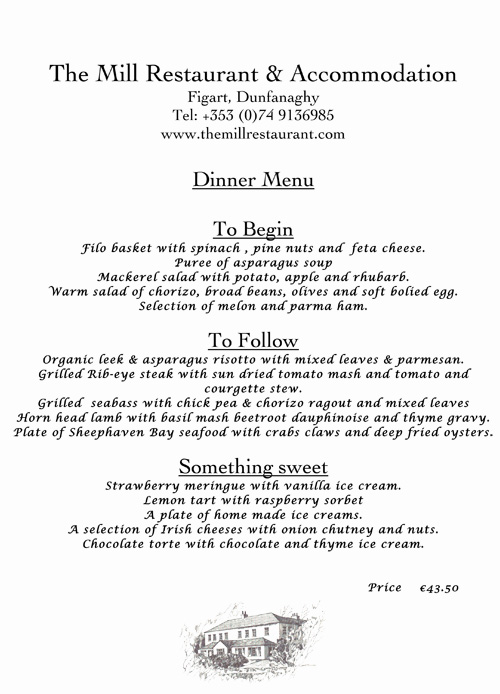 The Mill Restaurant & Accommodation
Figart, Dunfanaghy
Tel: +353 (0)74 9136985
www.themillrestaurant.com
Dinner Menu
To Begin
Filo basket with spinach , pine nuts and feta cheese.
Puree of asparagus soup
Mackerel salad with potato, apple and rhubarb.
Warm salad of chorizo, broad beans, olives and soft bolied egg.
Selection of melon and parma ham.
To Follow
Organic leek & asparagus risotto with mixed leaves & parmesan.
Grilled Rib-eye steak with sun dried tomato mash and tomato and
courgette stew.
Grilled seabass with chick pea & chorizo ragout and mixed leaves
Horn head lamb with basil mash beetroot dauphinoise and thyme gravy.
Plate of Sheephaven Bay seafood with crabs claws and deep fried oysters.
Something sweet
Strawberry meringue with vanilla ice cream.
Lemon tart with raspberry sorbet
A plate of home made ice creams.
A selection of Irish cheeses with onion chutney and nuts.
Chocolate torte with chocolate and thyme ice cream.
Price €43.50